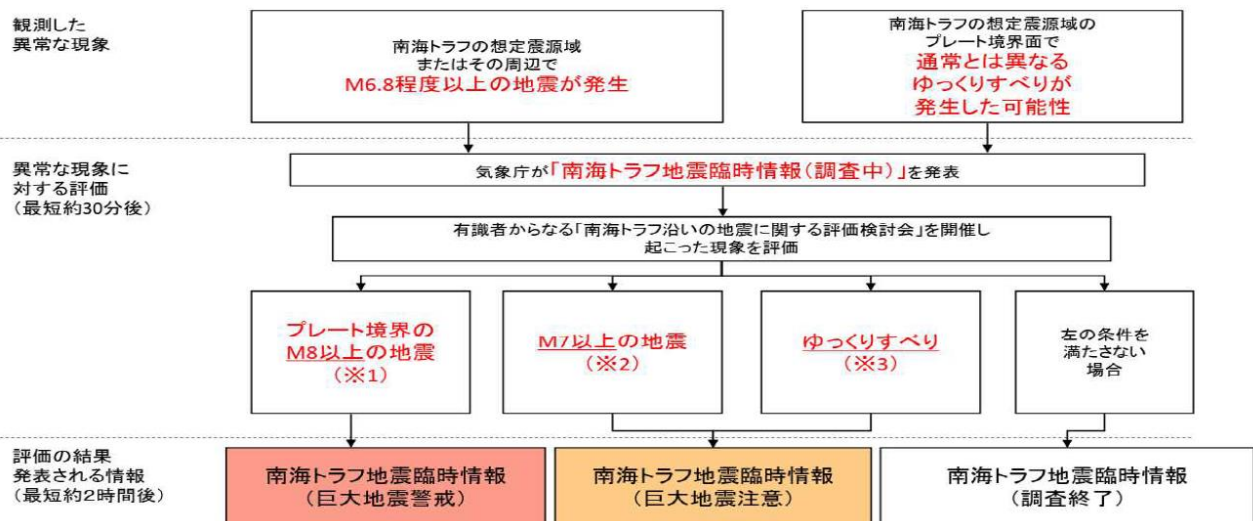 観測した
異常な現象
南海トラフの想定震源域
またはその周辺で
M6.8程度以上の地震が発生
南海トラフの想定震源域の
プレート境界面で
通常とは異なる
ゆっくりすべりが
発生した可能性
異常な現象に
対する評価
(最短約30分後)
気象庁が「南海トラフ地震臨時情報(調査中)」を発表
有識者からなる「南海トラフ沿いの地震に関する評価検討会」を開催し
起こった現象を評価
プレート境界の
M8以上の地震
(※1)
M7以上の地震
(※2)
ゆっくりすべり
(※3)
左の条件を
満たさない
場合
評価の結果
発表される情報
(最短約2時間後)
南海トラフ地震臨時情報
(巨大地震警戒)
南海トラフ地震臨時情報
(巨大地震注意)
南海トラフ地震臨時情報
(調査終了)